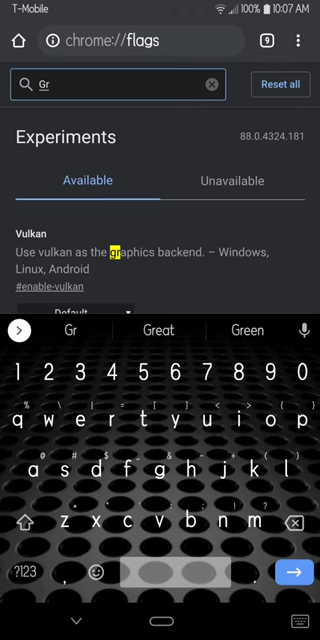 T-Mobile 100% 10:07 AM
chrome://flags 9
Gr Reset all
Experiments 88.0.4324.181
Available Unavailable
Vulkan
Use vulkan as the graphics backend. – Windows,
Linux, Android
#enable-vulkan
Default
Gr Great Green
1 2 3 4 5 6 7 8 9 0
% \ | = [ ] < > { }
q w e r t y u i o p
@ # $ _ & - + ( )
a s d f g h j k l
* " ' : ; ! ?
z x c v b n m
?123 , .